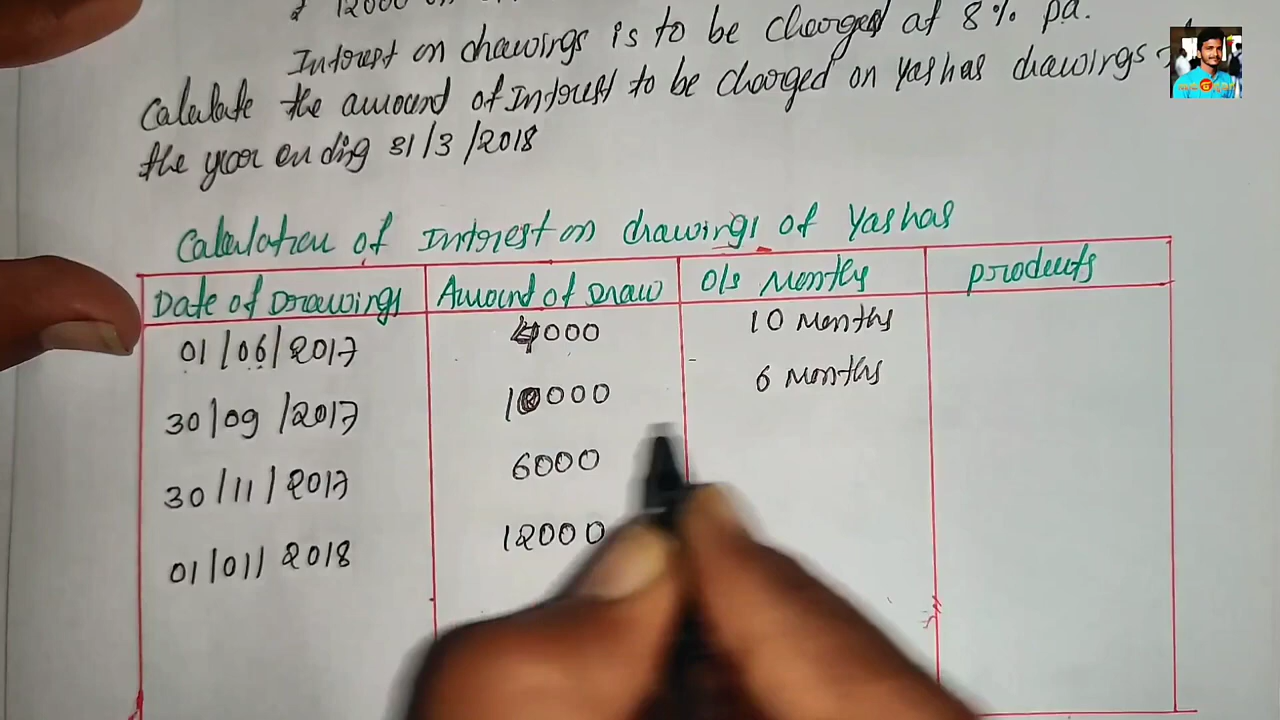 ₹ 12000 on
Interest on drawings is to be charged at 8% pa.
Calculate the amount of Interest to be charged on Yashas drawings
the year ending 31/3/2018
Calculation of Interest on drawings of Yashas
Date of Drawings Amount of Draw O/s Months Products
01/06/2017 4000 10 Months
30/09/2017 10000 6 Months
30/11/2017 6000
01/01/2018 12000